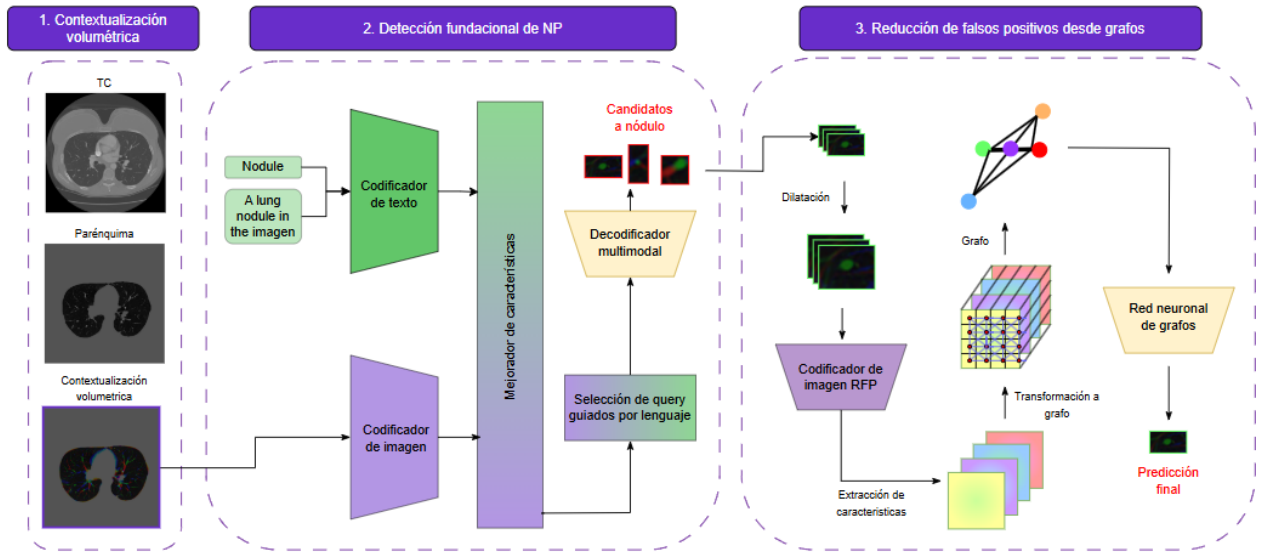 1. Contextualización
volumétrica
TC
Parénquima
Contextualización
volumetrica
2. Detección fundacional de NP
Nodule
A lung
nodule in
the imagen
Codificador
de texto
Codificador
de imagen
Mejorador de características
Candidatos
a nódulo
Decodificador
multimodal
Selección de query
guiados por lenguaje
3. Reducción de falsos positivos desde grafos
Dilatación
Codificador de
imagen RFP
Extracción de
caracteristicas
Transformación a
grafo
Grafo
Red neuronal
de grafos
Predicción
final